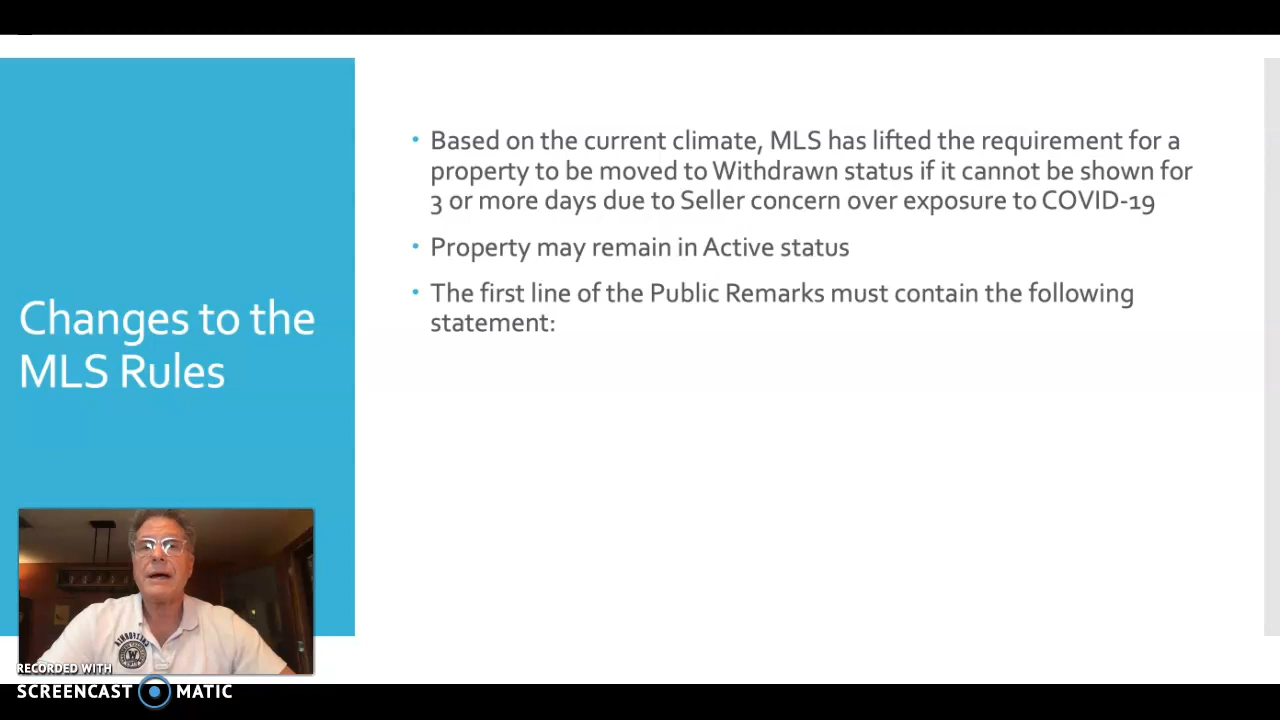 Based on the current climate, MLS has lifted the requirement for a
property to be moved to Withdrawn status if it cannot be shown for
3 or more days due to Seller concern over exposure to COVID-19
Property may remain in Active status
The first line of the Public Remarks must contain the following
statement:
Changes to the
MLS Rules
RECORDED WITH
SCREENCAST MATIC